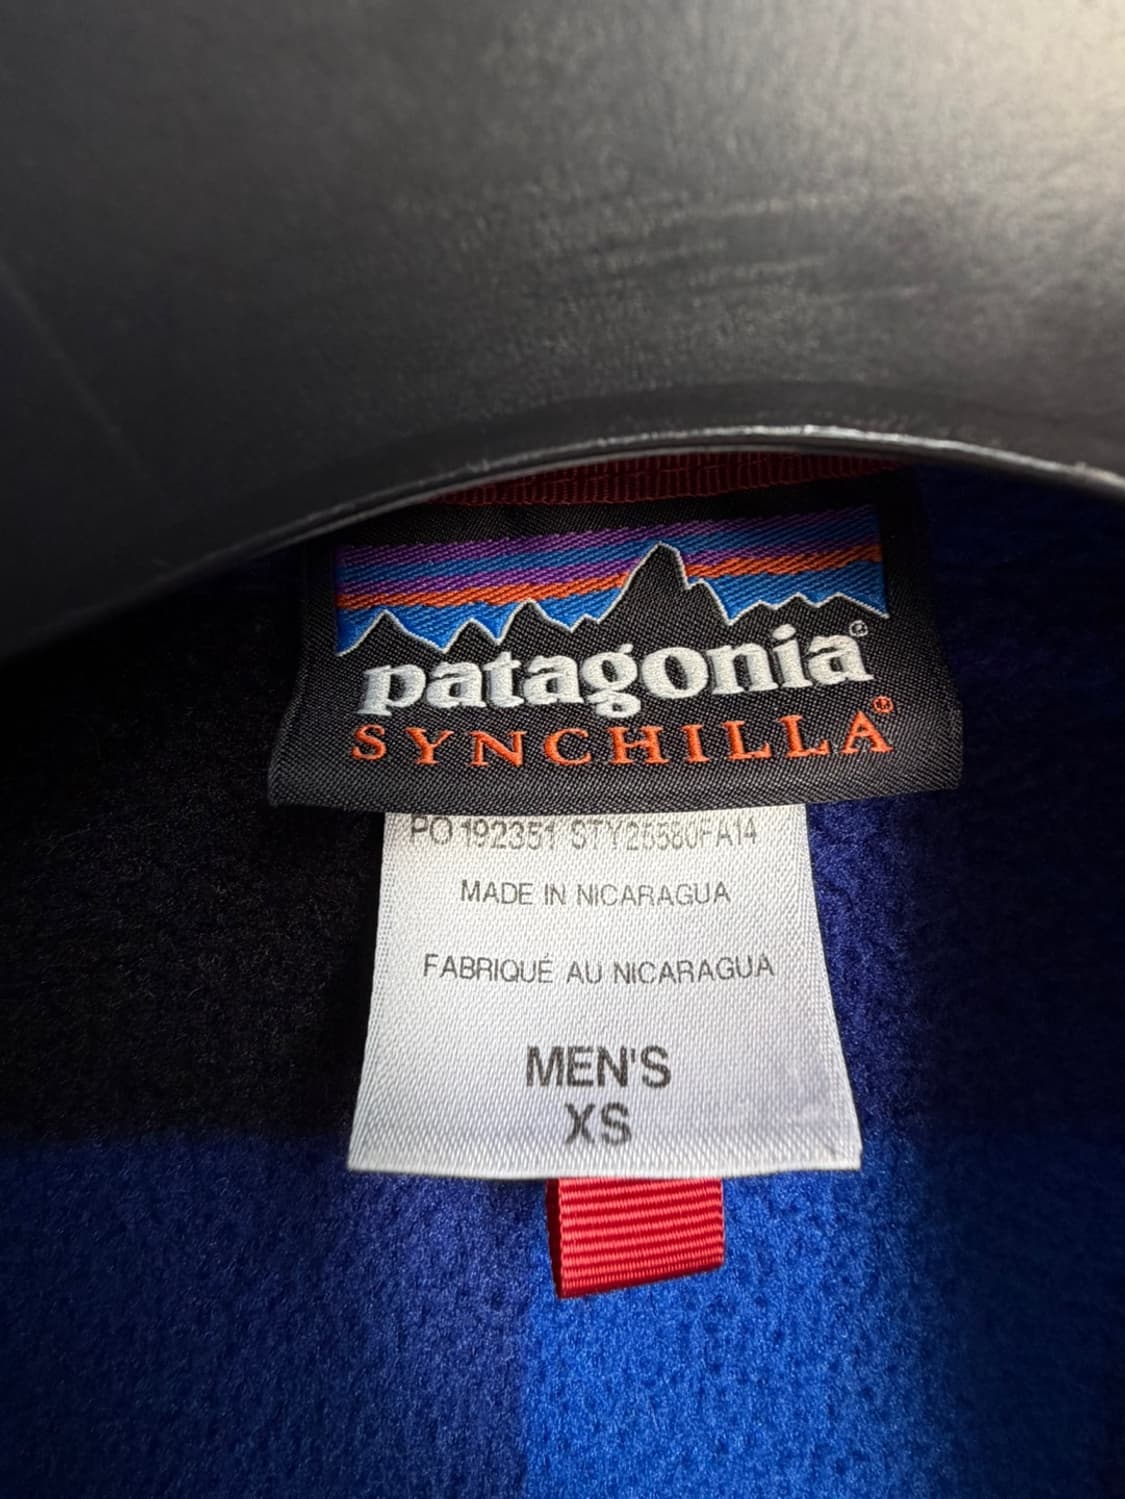 patagonia®
SYNCHILLA®
PO 192351 STY25580FA14
MADE IN NICARAGUA
FABRIQUÉ AU NICARAGUA
MEN'S
XS